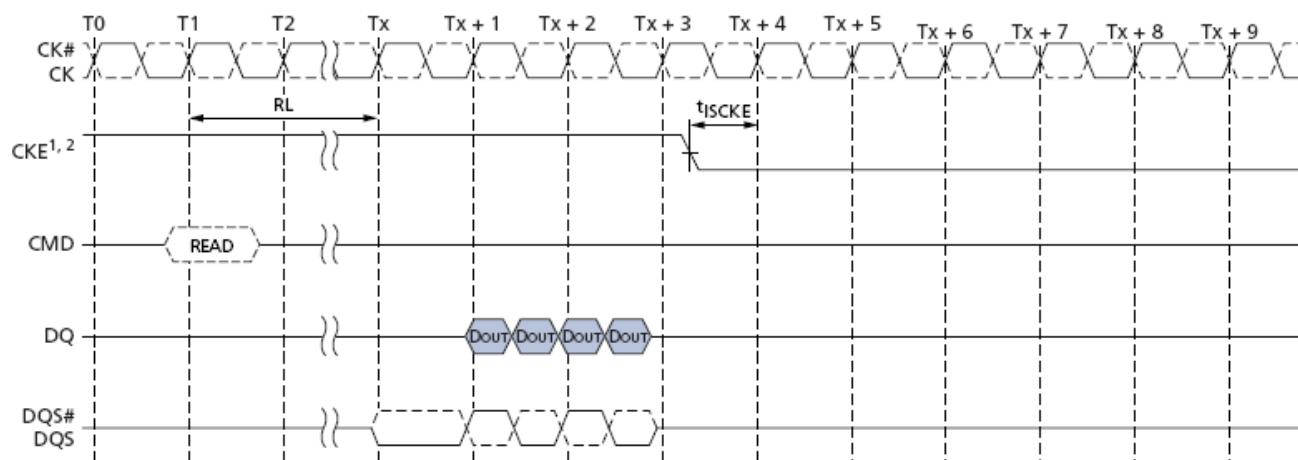 T0 T1 T2 Tx Tx + 1 Tx + 2 Tx + 3 Tx + 4 Tx + 5 Tx + 6 Tx + 7 Tx + 8 Tx + 9
CK#
CK
RL
tISCKE
CKE1, 2
CMD READ
DQ DOUT DOUT DOUT DOUT
DQS#
DQS